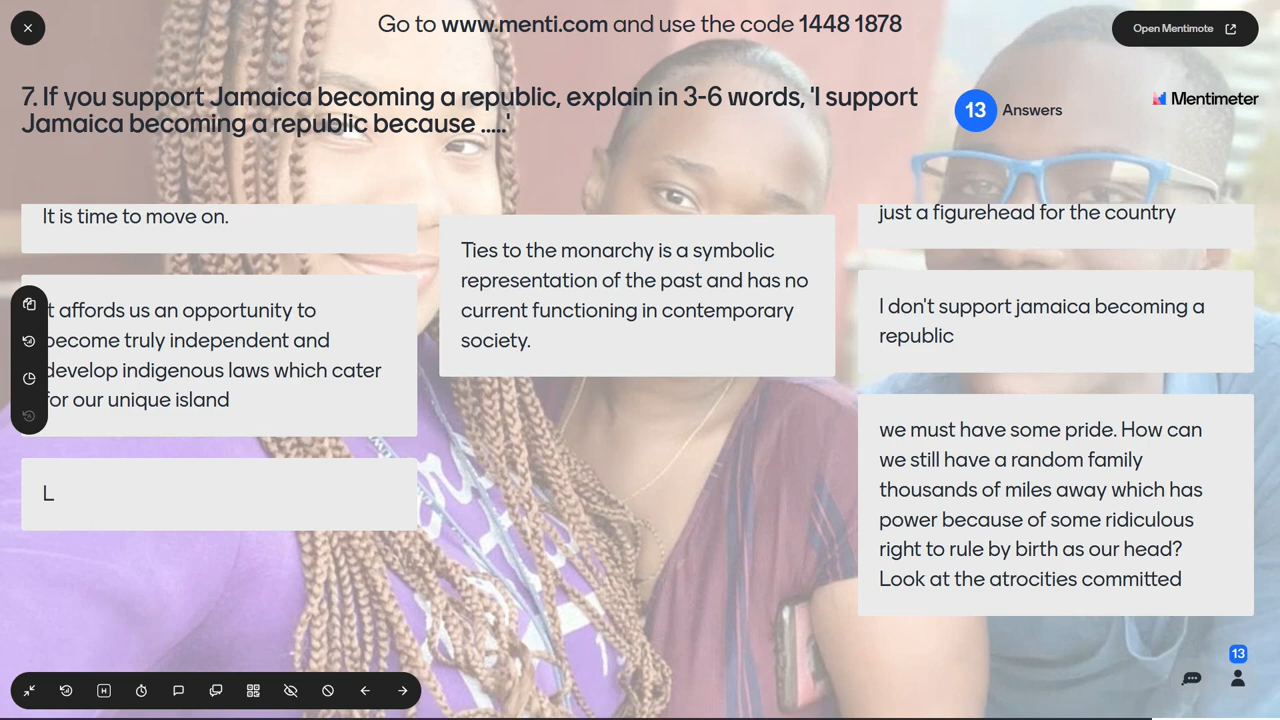 Go to www.menti.com and use the code 1448 1878
Open Mentimote
7. If you support Jamaica becoming a republic, explain in 3-6 words, 'I support
Jamaica becoming a republic because .....'
13 Answers
Mentimeter
It is time to move on.
It affords us an opportunity to
become truly independent and
develop indigenous laws which cater
for our unique island
L
Ties to the monarchy is a symbolic
representation of the past and has no
current functioning in contemporary
society.
just a figurehead for the country
I don't support jamaica becoming a
republic
we must have some pride. How can
we still have a random family
thousands of miles away which has
power because of some ridiculous
right to rule by birth as our head?
Look at the atrocities committed
H
13